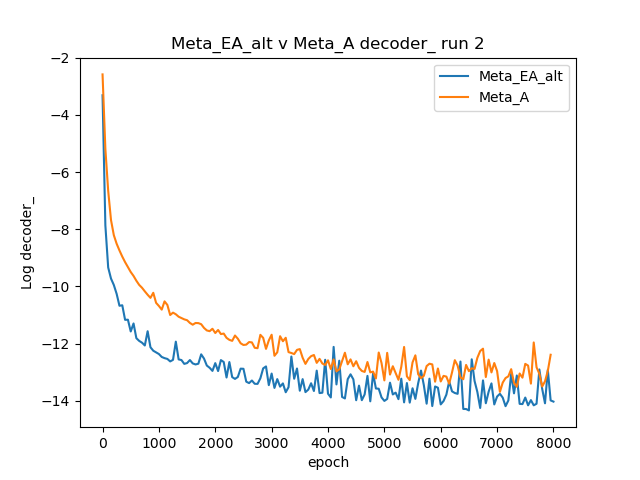 Meta_EA_alt v Meta_A decoder_ run 2
Meta_EA_alt
Meta_A
Log decoder_
−2
−4
−6
−8
−10
−12
−14
0 1000 2000 3000 4000 5000 6000 7000 8000
epoch